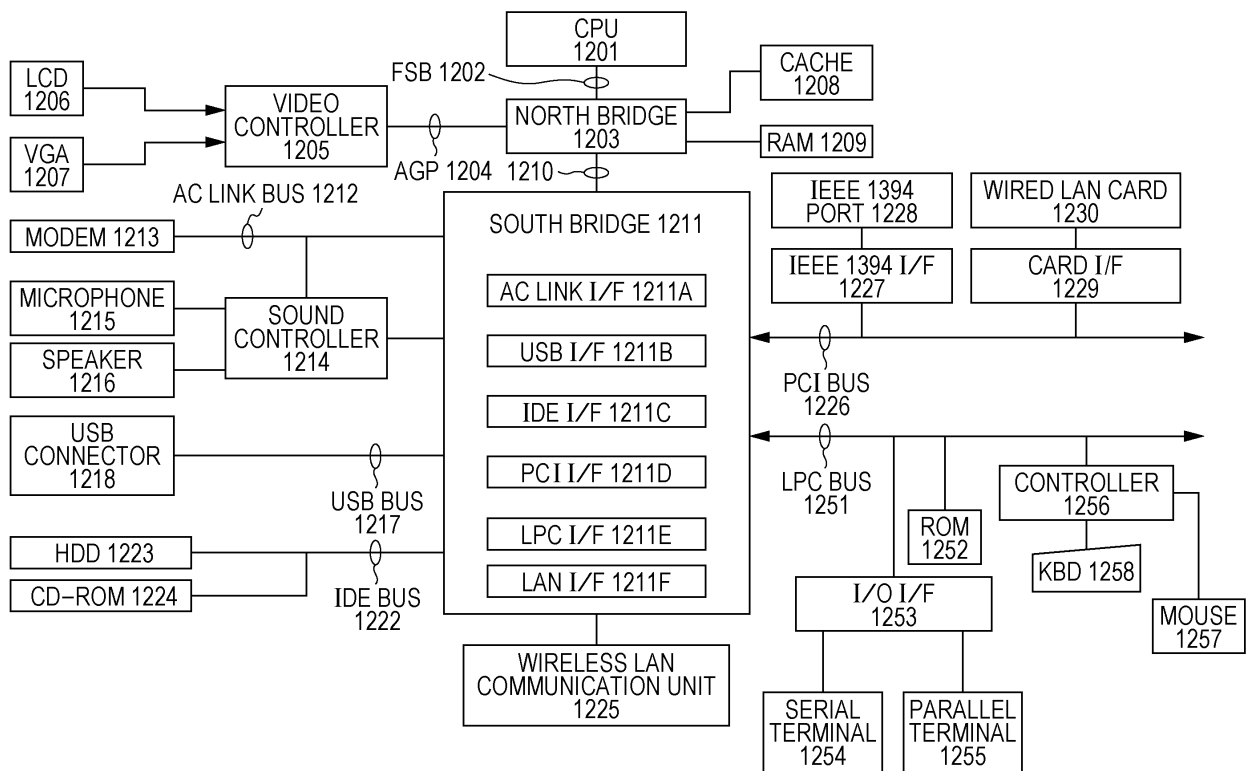 CPU
1201
FSB 1202
LCD
1206
VGA
1207
VIDEO
CONTROLLER
1205
AGP 1204
NORTH BRIDGE
1203
CACHE
1208
RAM 1209
1210
AC LINK BUS 1212
MODEM 1213
MICROPHONE
1215
SPEAKER
1216
SOUND
CONTROLLER
1214
USB
CONNECTOR
1218
USB BUS
1217
HDD 1223
CD-ROM 1224
IDE BUS
1222
SOUTH BRIDGE 1211
AC LINK I/F 1211A
USB I/F 1211B
IDE I/F 1211C
PCI I/F 1211D
LPC I/F 1211E
LAN I/F 1211F
WIRELESS LAN
COMMUNICATION UNIT
1225
IEEE 1394
PORT 1228
WIRED LAN CARD
1230
IEEE 1394 I/F
1227
CARD I/F
1229
PCI BUS
1226
LPC BUS
1251
ROM
1252
CONTROLLER
1256
KBD 1258
MOUSE
1257
I/O I/F
1253
SERIAL
TERMINAL
1254
PARALLEL
TERMINAL
1255